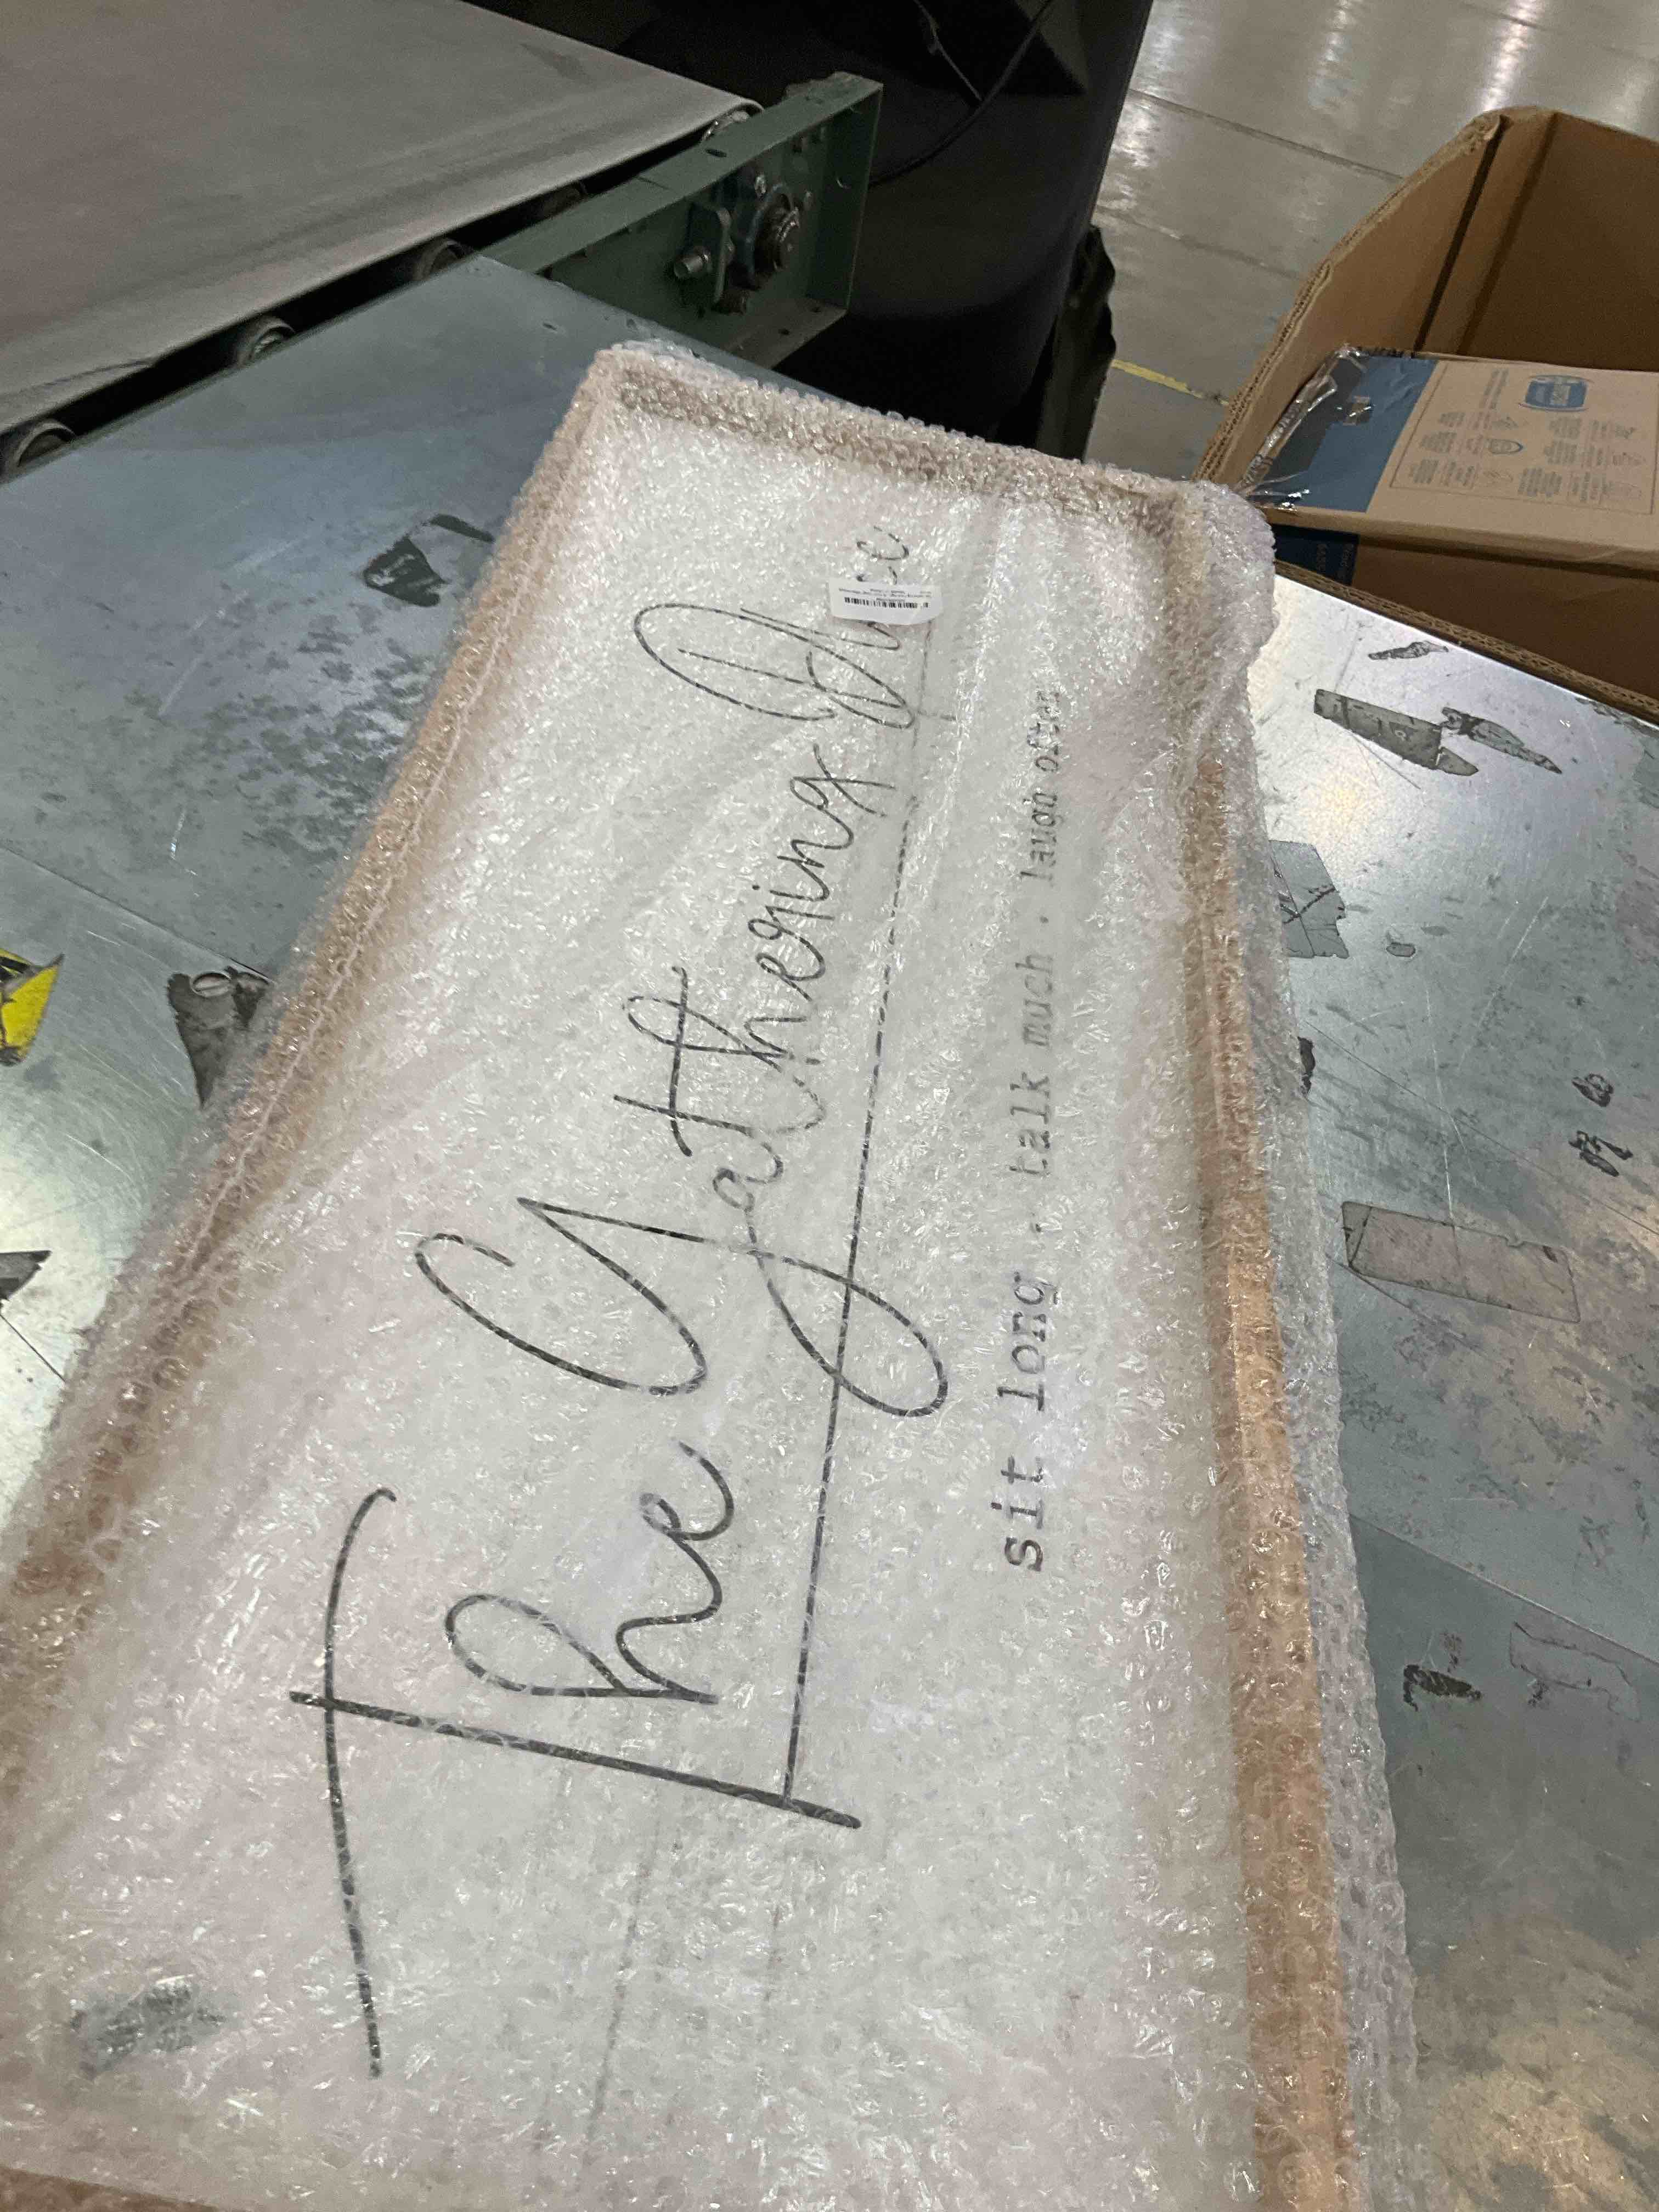 The Gathering Place
sit long . talk much . laugh often